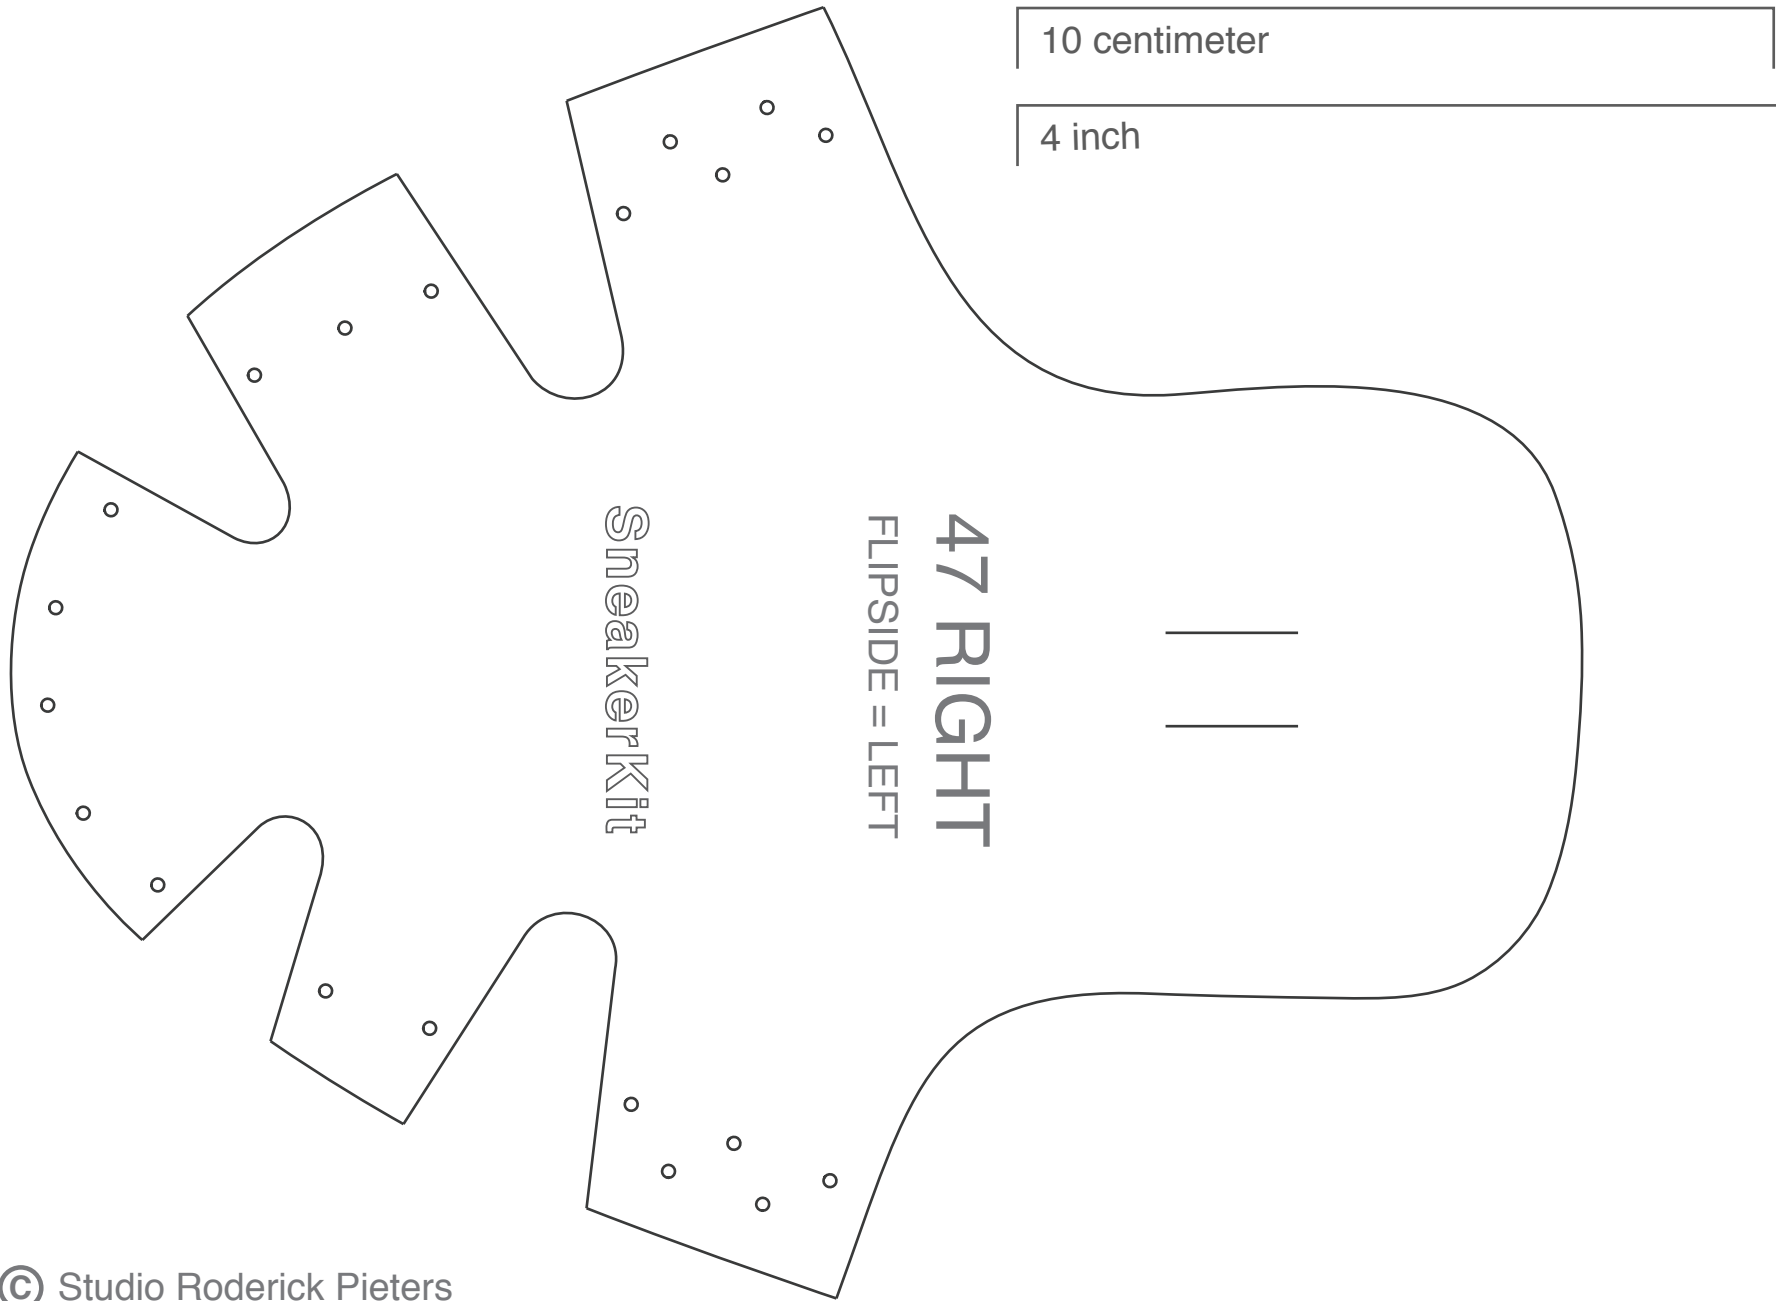 10 centimeter
4 inch
47 RIGHT
FLIPSIDE = LEFT
SneakerKit
© Studio Roderick Pieters